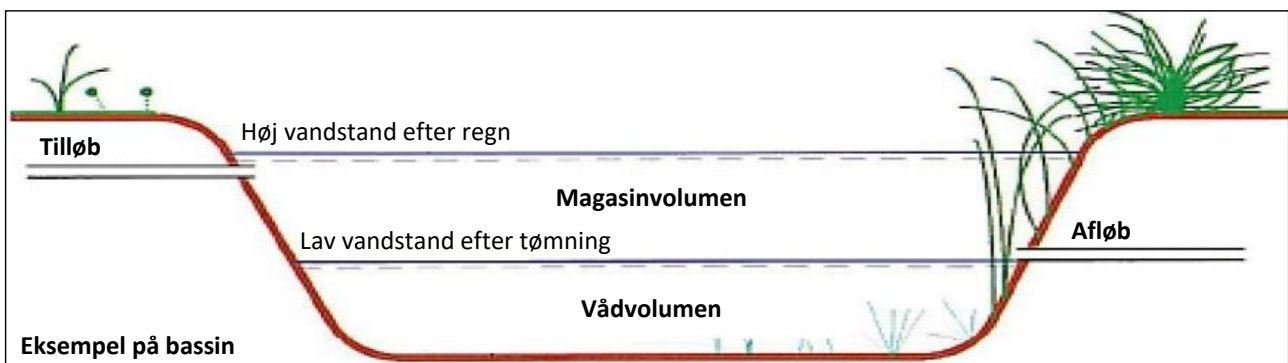 Høj vandstand efter regn
Tilløb
Magasinvolumen
Lav vandstand efter tømning
Afløb
Vådvolumen
Eksempel på bassin